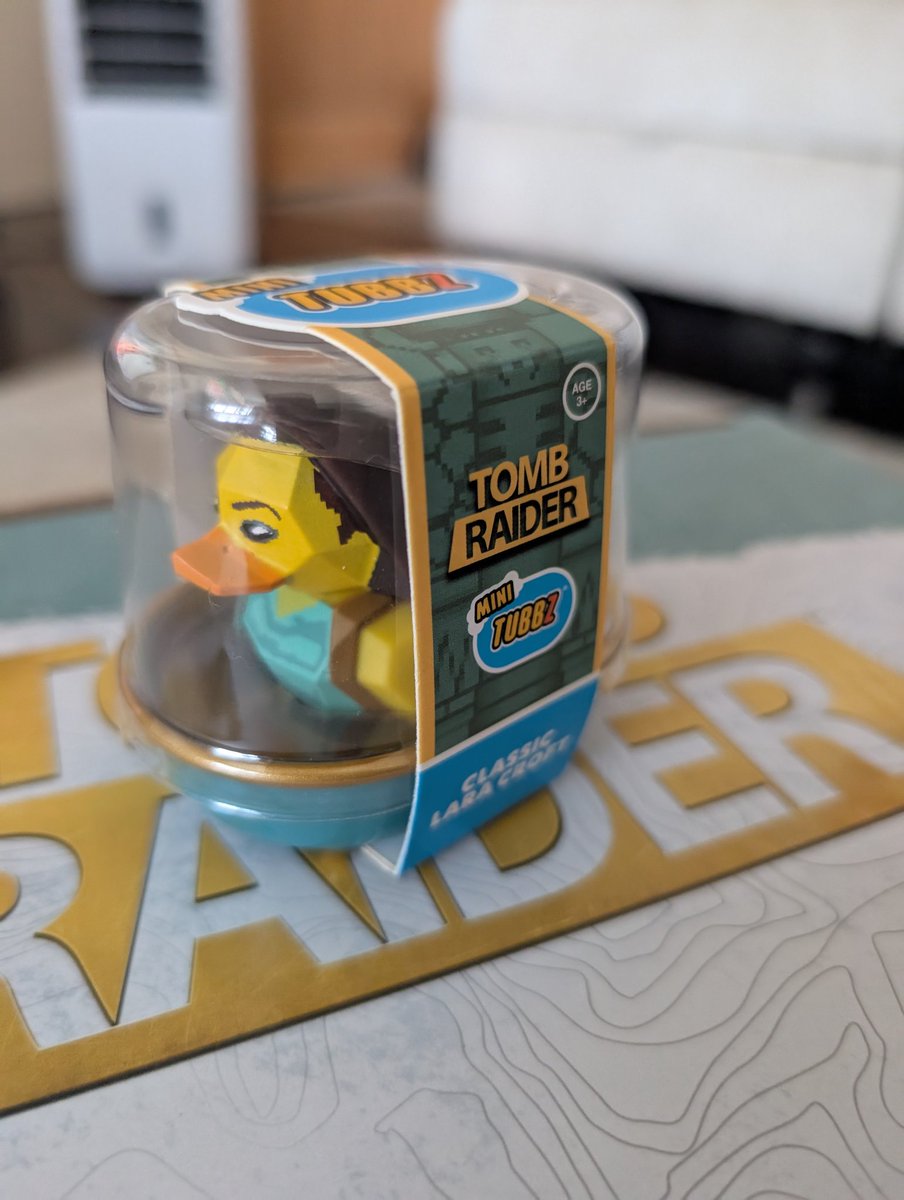 MINI
TUBBZ
AGE
3+
TOMB
RAIDER
MINI
TUBBZ
CLASSIC
LARA CROFT
RAIDER